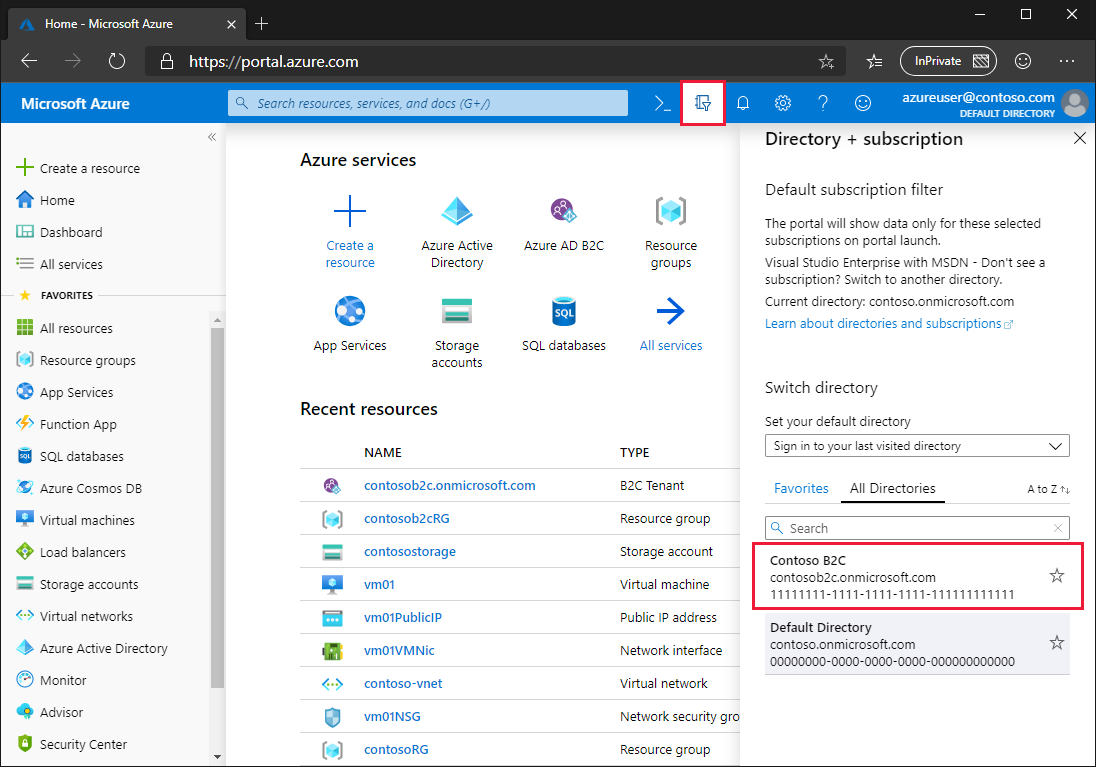 Home - Microsoft Azure
https://portal.azure.com
InPrivate
Microsoft Azure
Search resources, services, and docs (G+/)
azureuser@contoso.com
DEFAULT DIRECTORY
Create a resource
Home
Dashboard
All services
FAVORITES
All resources
Resource groups
App Services
Function App
SQL databases
Azure Cosmos DB
Virtual machines
Load balancers
Storage accounts
Virtual networks
Azure Active Directory
Monitor
Advisor
Security Center
Azure services
Create a
resource
Azure Active
Directory
Azure AD B2C
Resource
groups
App Services
Storage
accounts
SQL
SQL databases
All services
Recent resources
NAME TYPE
contosob2c.onmicrosoft.com B2C Tenant
contosob2cRG Resource group
contosostorage Storage account
vm01 Virtual machine
vm01PublicIP Public IP address
vm01VMNic Network interface
contoso-vnet Virtual network
vm01NSG Network security gro
contosoRG Resource group
Directory + subscription
Default subscription filter
The portal will show data only for these selected
subscriptions on portal launch.
Visual Studio Enterprise with MSDN - Don't see a
subscription? Switch to another directory.
Current directory: contoso.onmicrosoft.com
Learn about directories and subscriptions
Switch directory
Set your default directory
Sign in to your last visited directory
Favorites All Directories A to Z
Search
Contoso B2C
contosob2c.onmicrosoft.com
11111111-1111-1111-1111-111111111111
Default Directory
contoso.onmicrosoft.com
00000000-0000-0000-0000-000000000000